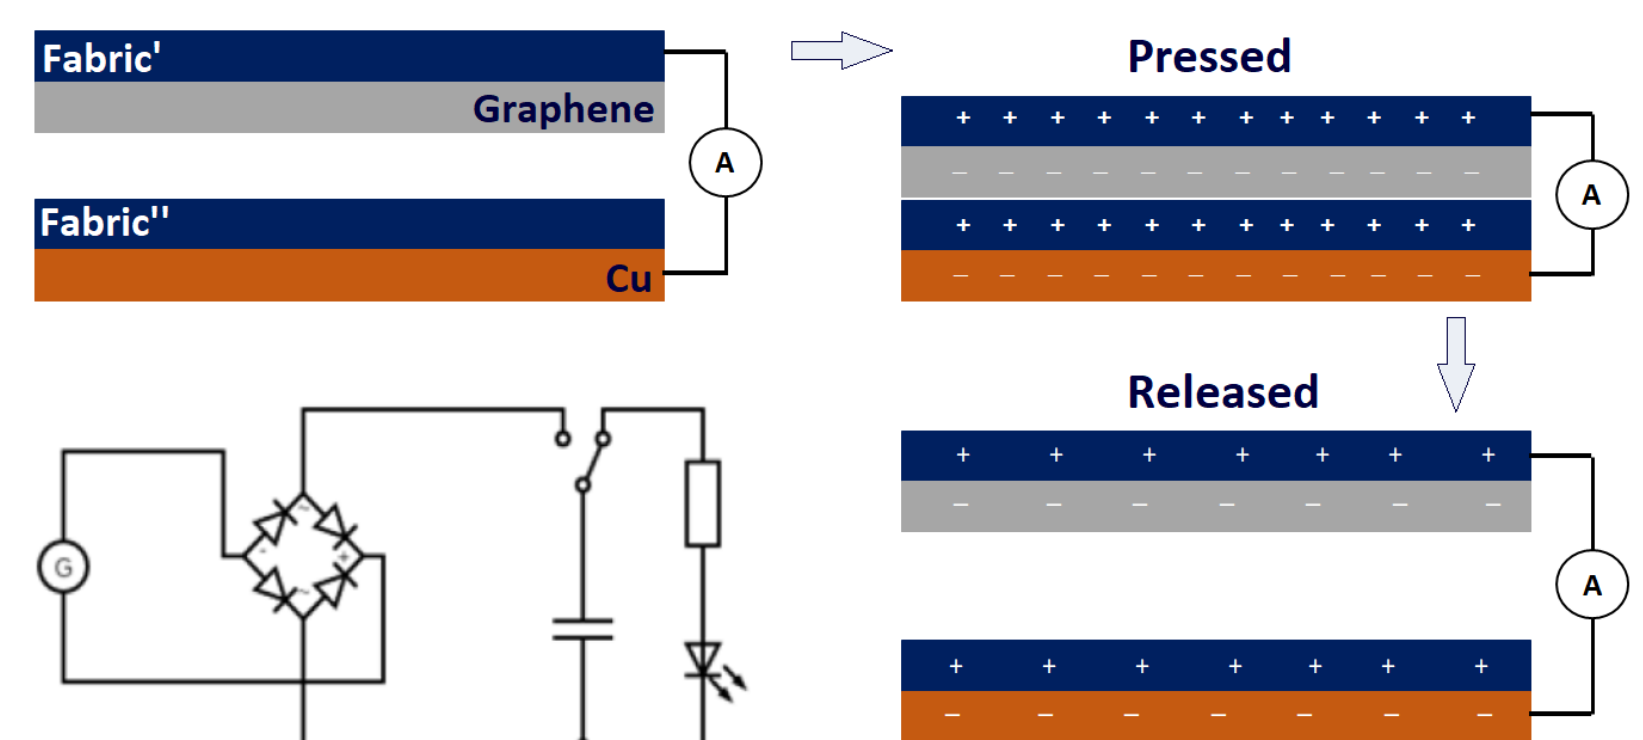 Fabric'
Graphene
A
Fabric''
Cu
Pressed
+ + + + + + + + + + + +
− − − − − − − − − − − −
A
+ + + + + + + + + + + +
− − − − − − − − − − − −
Released
+ + + + + + +
− − − − − − −
A
+ + + + + + +
− − − − − − −
G
~
- +
~